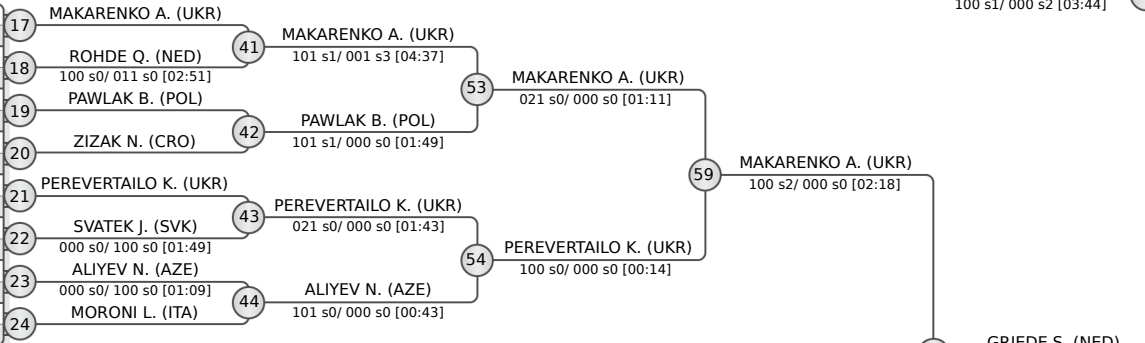 100 s1/ 000 s2 [03:44]
17
MAKARENKO A. (UKR)
41
MAKARENKO A. (UKR)
101 s1/ 001 s3 [04:37]
18
ROHDE Q. (NED)
100 s0/ 011 s0 [02:51]
53
MAKARENKO A. (UKR)
021 s0/ 000 s0 [01:11]
19
PAWLAK B. (POL)
42
PAWLAK B. (POL)
101 s1/ 000 s0 [01:49]
20
ZIZAK N. (CRO)
59
MAKARENKO A. (UKR)
100 s2/ 000 s0 [02:18]
21
PEREVERTAILO K. (UKR)
43
PEREVERTAILO K. (UKR)
021 s0/ 000 s0 [01:43]
22
SVATEK J. (SVK)
000 s0/ 100 s0 [01:49]
54
PEREVERTAILO K. (UKR)
100 s0/ 000 s0 [00:14]
23
ALIYEV N. (AZE)
000 s0/ 100 s0 [01:09]
44
ALIYEV N. (AZE)
101 s0/ 000 s0 [00:43]
24
MORONI L. (ITA)
GRIEDE S. (NED)